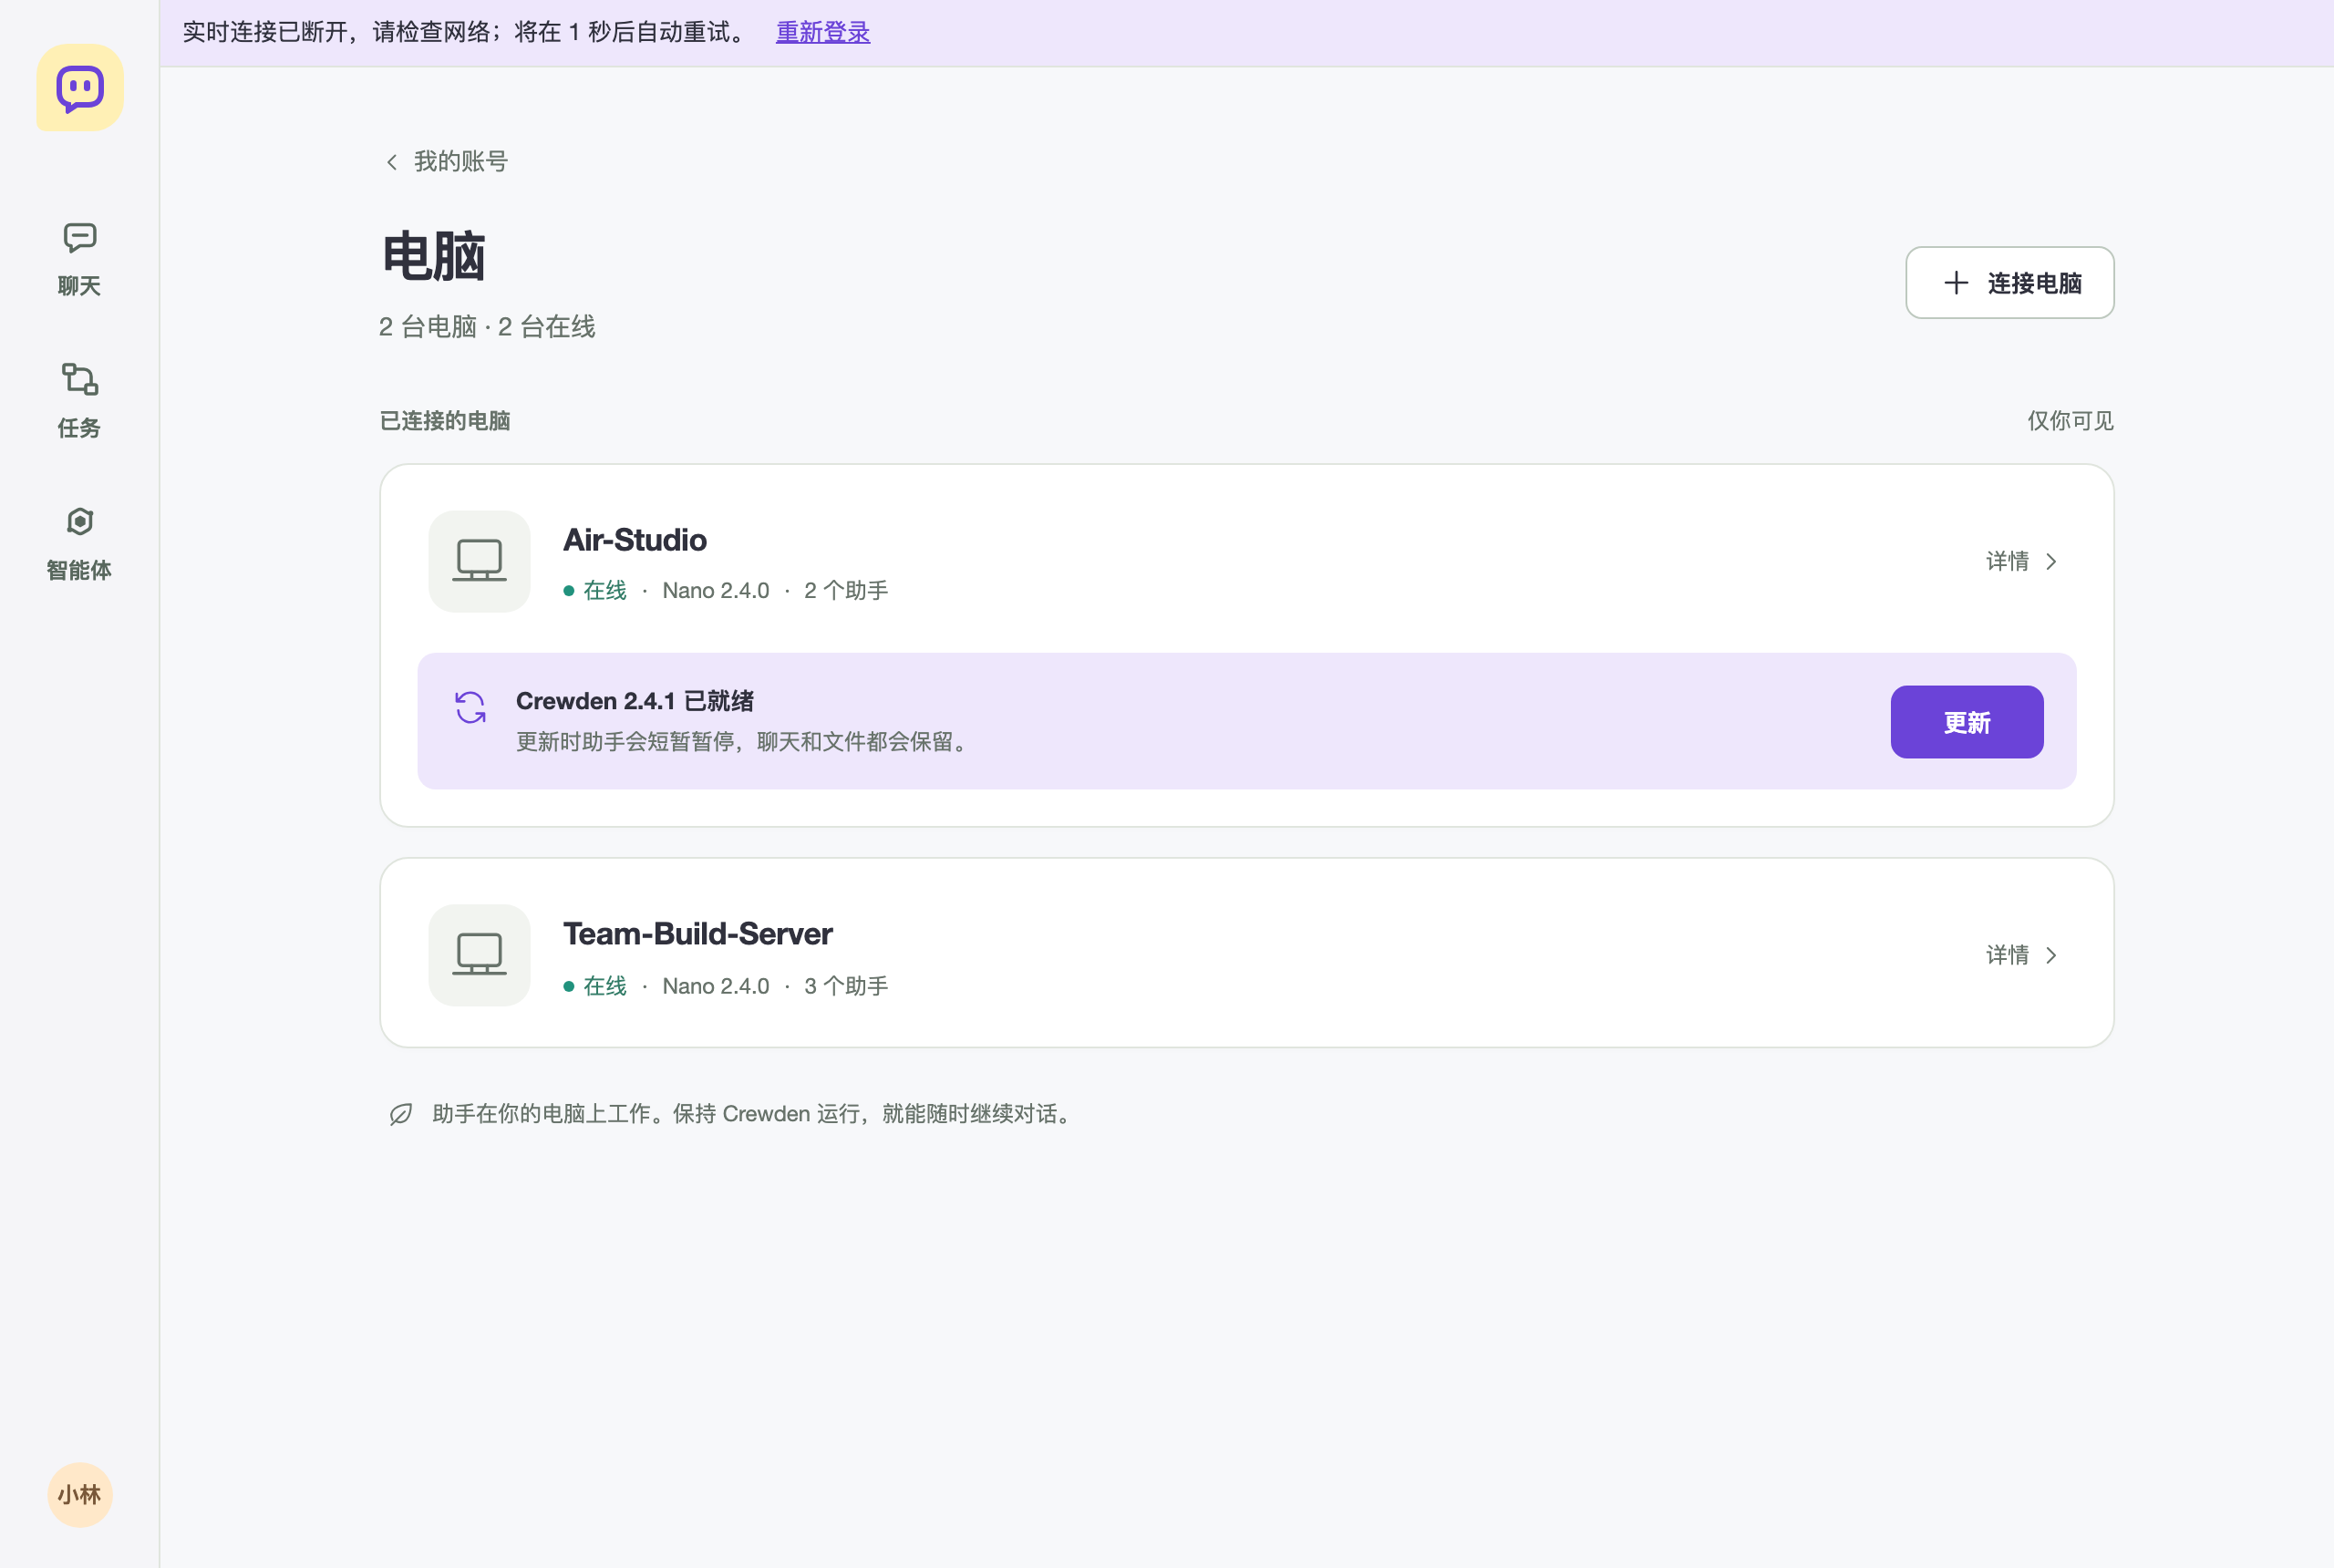 实时连接已断开，请检查网络；将在 1 秒后自动重试。 重新登录
我的账号
电脑
2 台电脑 · 2 台在线
连接电脑
聊天
任务
智能体
已连接的电脑
仅你可见
Air-Studio
在线 · Nano 2.4.0 · 2 个助手
详情
Crewden 2.4.1 已就绪
更新时助手会短暂暂停，聊天和文件都会保留。
更新
Team-Build-Server
在线 · Nano 2.4.0 · 3 个助手
详情
助手在你的电脑上工作。保持 Crewden 运行，就能随时继续对话。
小林